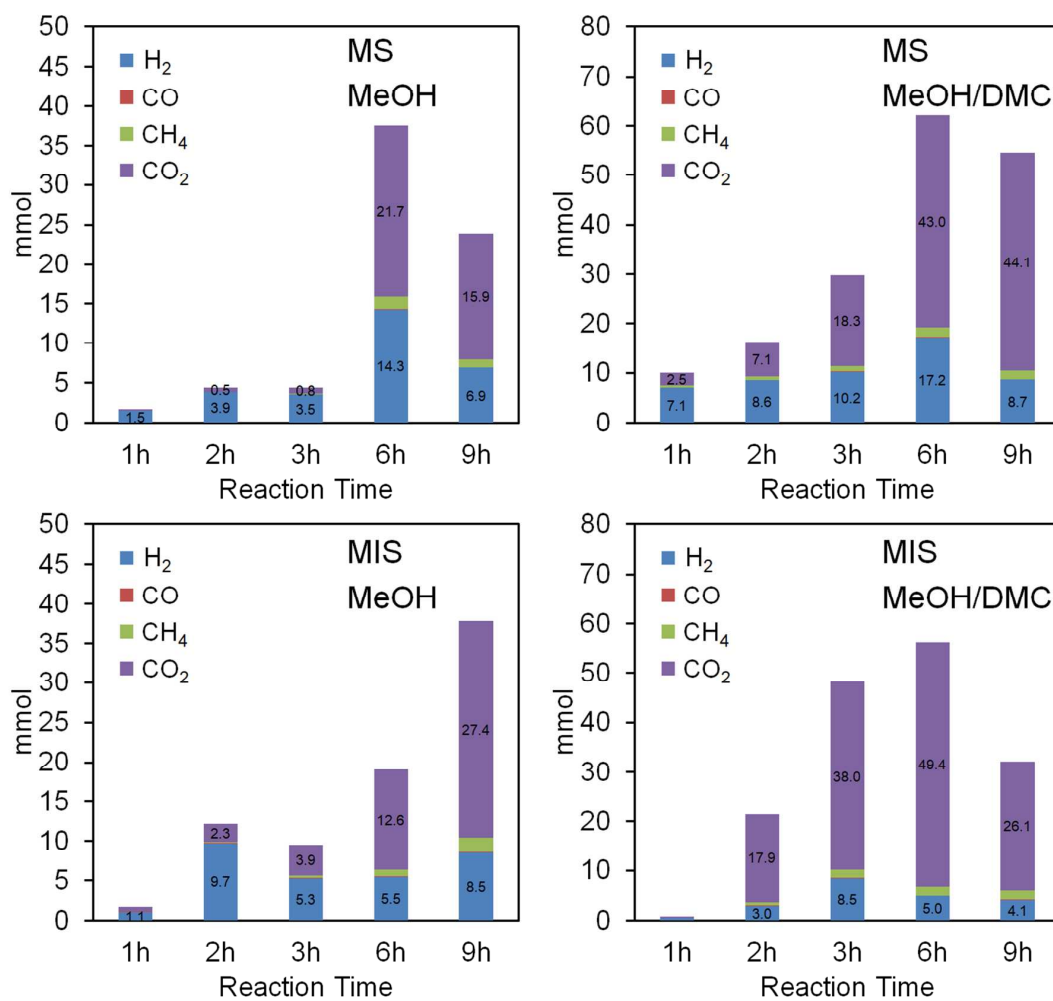 50
45
40
35
30
25
20
15
10
5
0
mmol
H₂
CO
CH₄
CO₂
MS
MeOH
1.5
0.5
3.9
0.8
3.5
21.7
14.3
15.9
6.9
1h 2h 3h 6h 9h
Reaction Time
80
70
60
50
40
30
20
10
0
mmol
H₂
CO
CH₄
CO₂
MS
MeOH/DMC
2.5
7.1
7.1
8.6
18.3
10.2
43.0
17.2
44.1
8.7
1h 2h 3h 6h 9h
Reaction Time
50
45
40
35
30
25
20
15
10
5
0
mmol
H₂
CO
CH₄
CO₂
MIS
MeOH
1.1
2.3
9.7
3.9
5.3
12.6
5.5
27.4
8.5
1h 2h 3h 6h 9h
Reaction Time
80
70
60
50
40
30
20
10
0
mmol
H₂
CO
CH₄
CO₂
MIS
MeOH/DMC
17.9
3.0
38.0
8.5
49.4
5.0
26.1
4.1
1h 2h 3h 6h 9h
Reaction Time